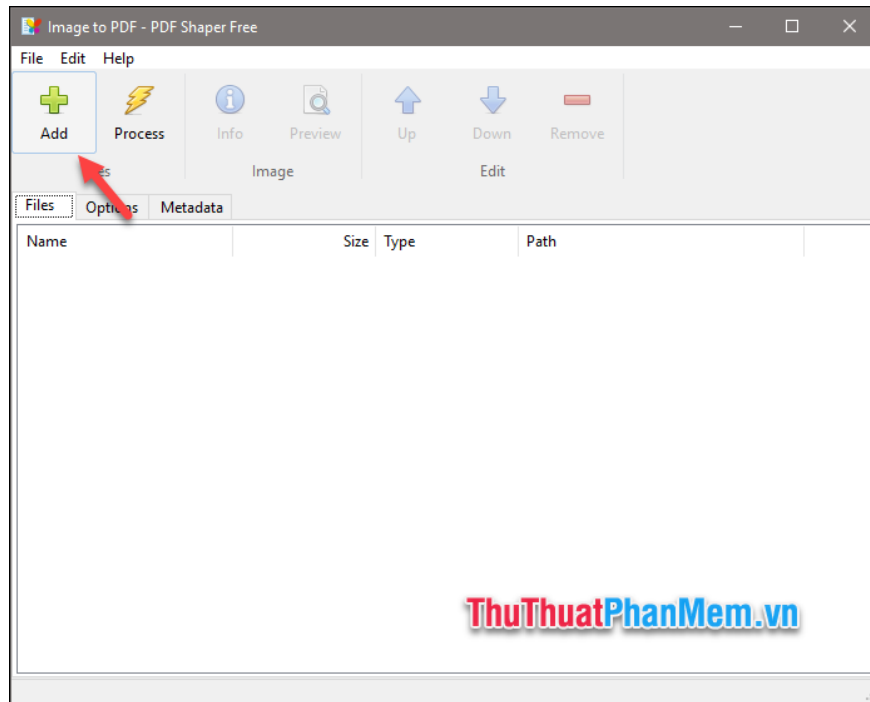 Image to PDF - PDF Shaper Free
File Edit Help
Add Process Info Preview Up Down Remove
Image Edit
Files Options Metadata
Name Size Type Path
ThuThuatPhanMem.vn